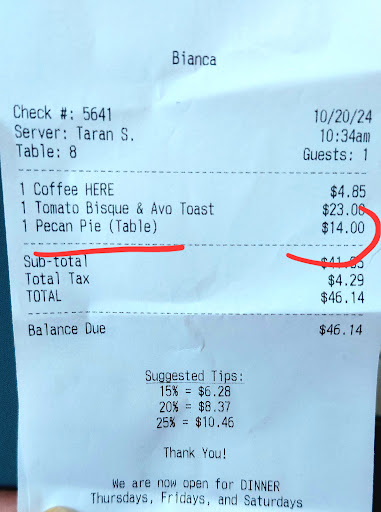 Bianca
Check #: 5641 10/20/24
Server: Taran S. 10:34am
Table: 8 Guests: 1
1 Coffee HERE $4.85
1 Tomato Bisque & Avo Toast $23.00
1 Pecan Pie (Table) $14.00
Sub-total $41.85
Total Tax $4.29
TOTAL $46.14
Balance Due $46.14
Suggested Tips:
15% = $6.28
20% = $8.37
25% = $10.46
Thank You!
We are now open for DINNER
Thursdays, Fridays, and Saturdays